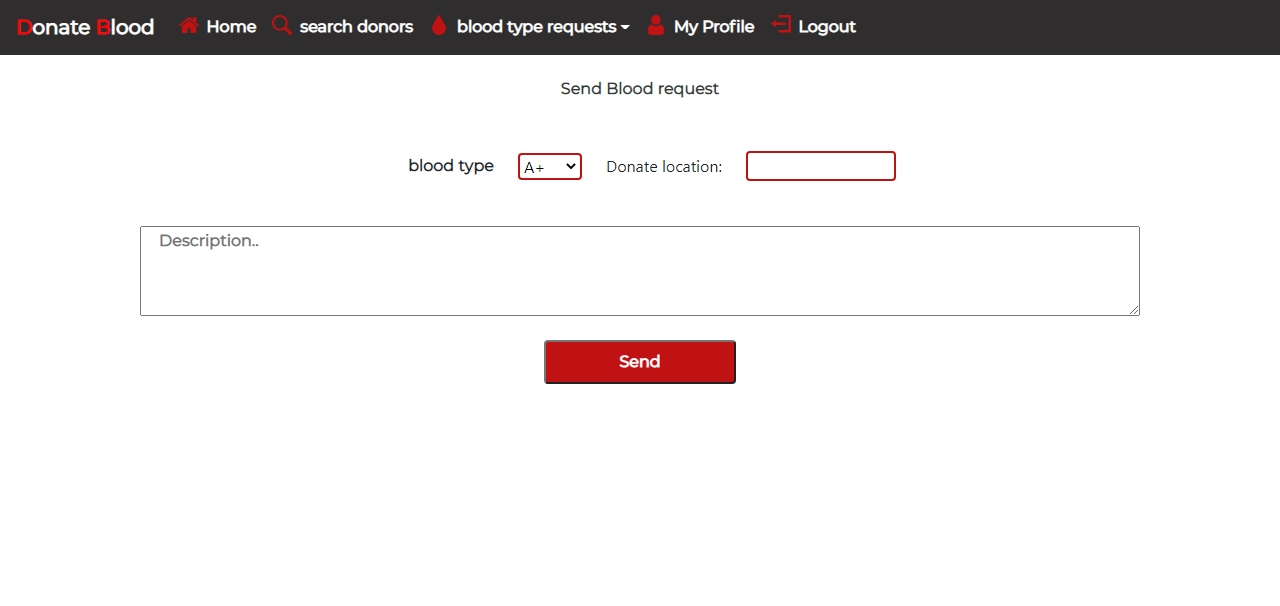 Donate Blood Home search donors blood type requests My Profile Logout
Send Blood request
blood type A+ Donate location:
Description..
Send